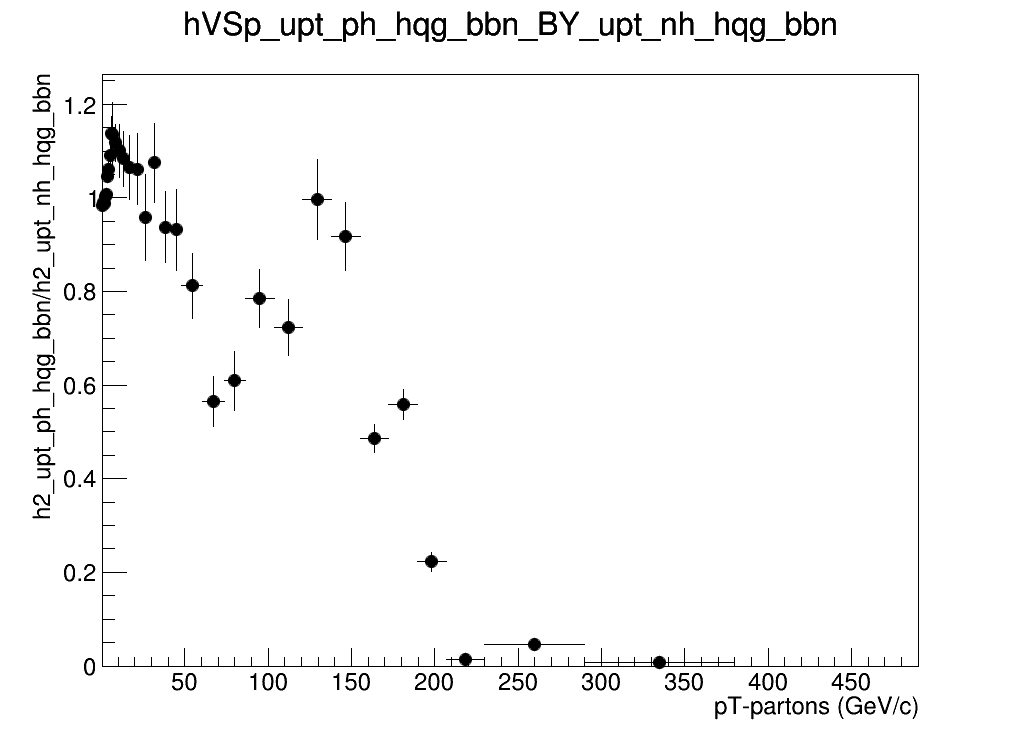 hVSp_upt_ph_hqg_bbn_BY_upt_nh_hqg_bbn
h2_upt_ph_hqg_bbn/h2_upt_nh_hqg_bbn
1.2
1
0.8
0.6
0.4
0.2
0
50 100 150 200 250 300 350 400 450
pT-partons (GeV/c)